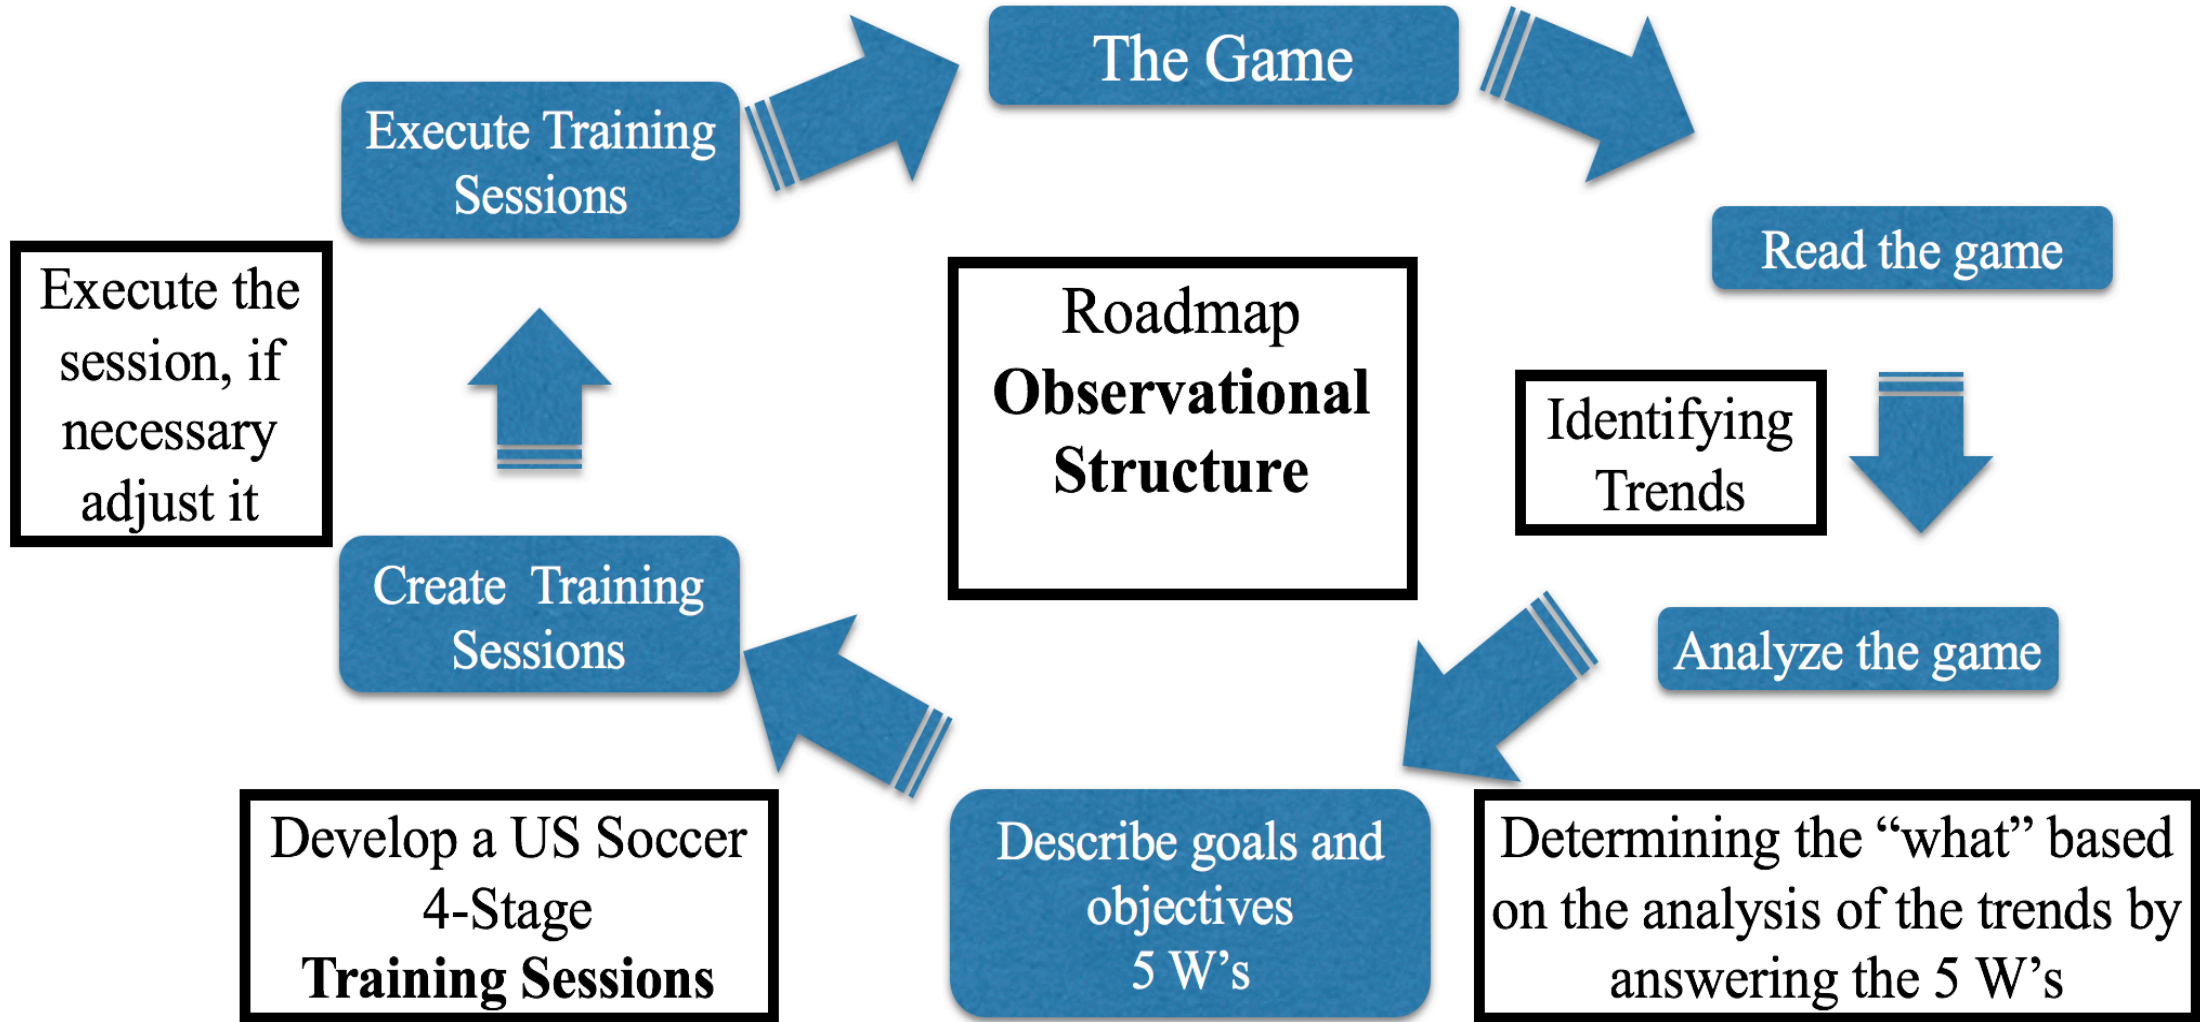 The Game
Execute Training
Sessions
Read the game
Execute the
session, if
necessary
adjust it
Roadmap
Observational
Structure
Identifying
Trends
Create Training
Sessions
Analyze the game
Develop a US Soccer
4-Stage
Training Sessions
Describe goals and
objectives
5 W’s
Determining the “what” based
on the analysis of the trends by
answering the 5 W’s